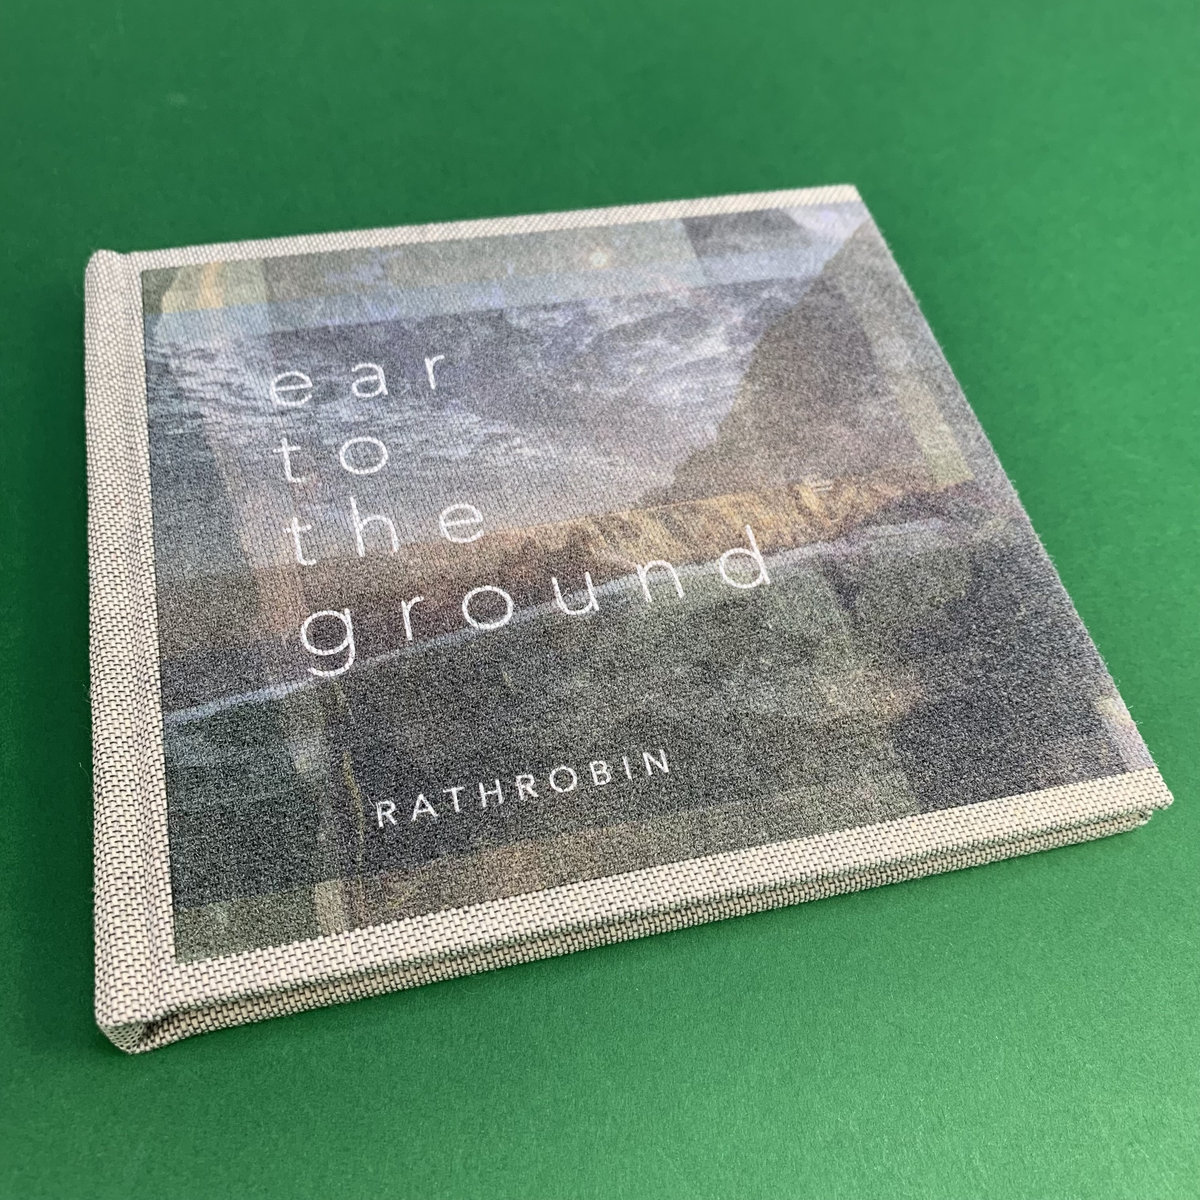 ear
to
the
ground
RATHROBIN